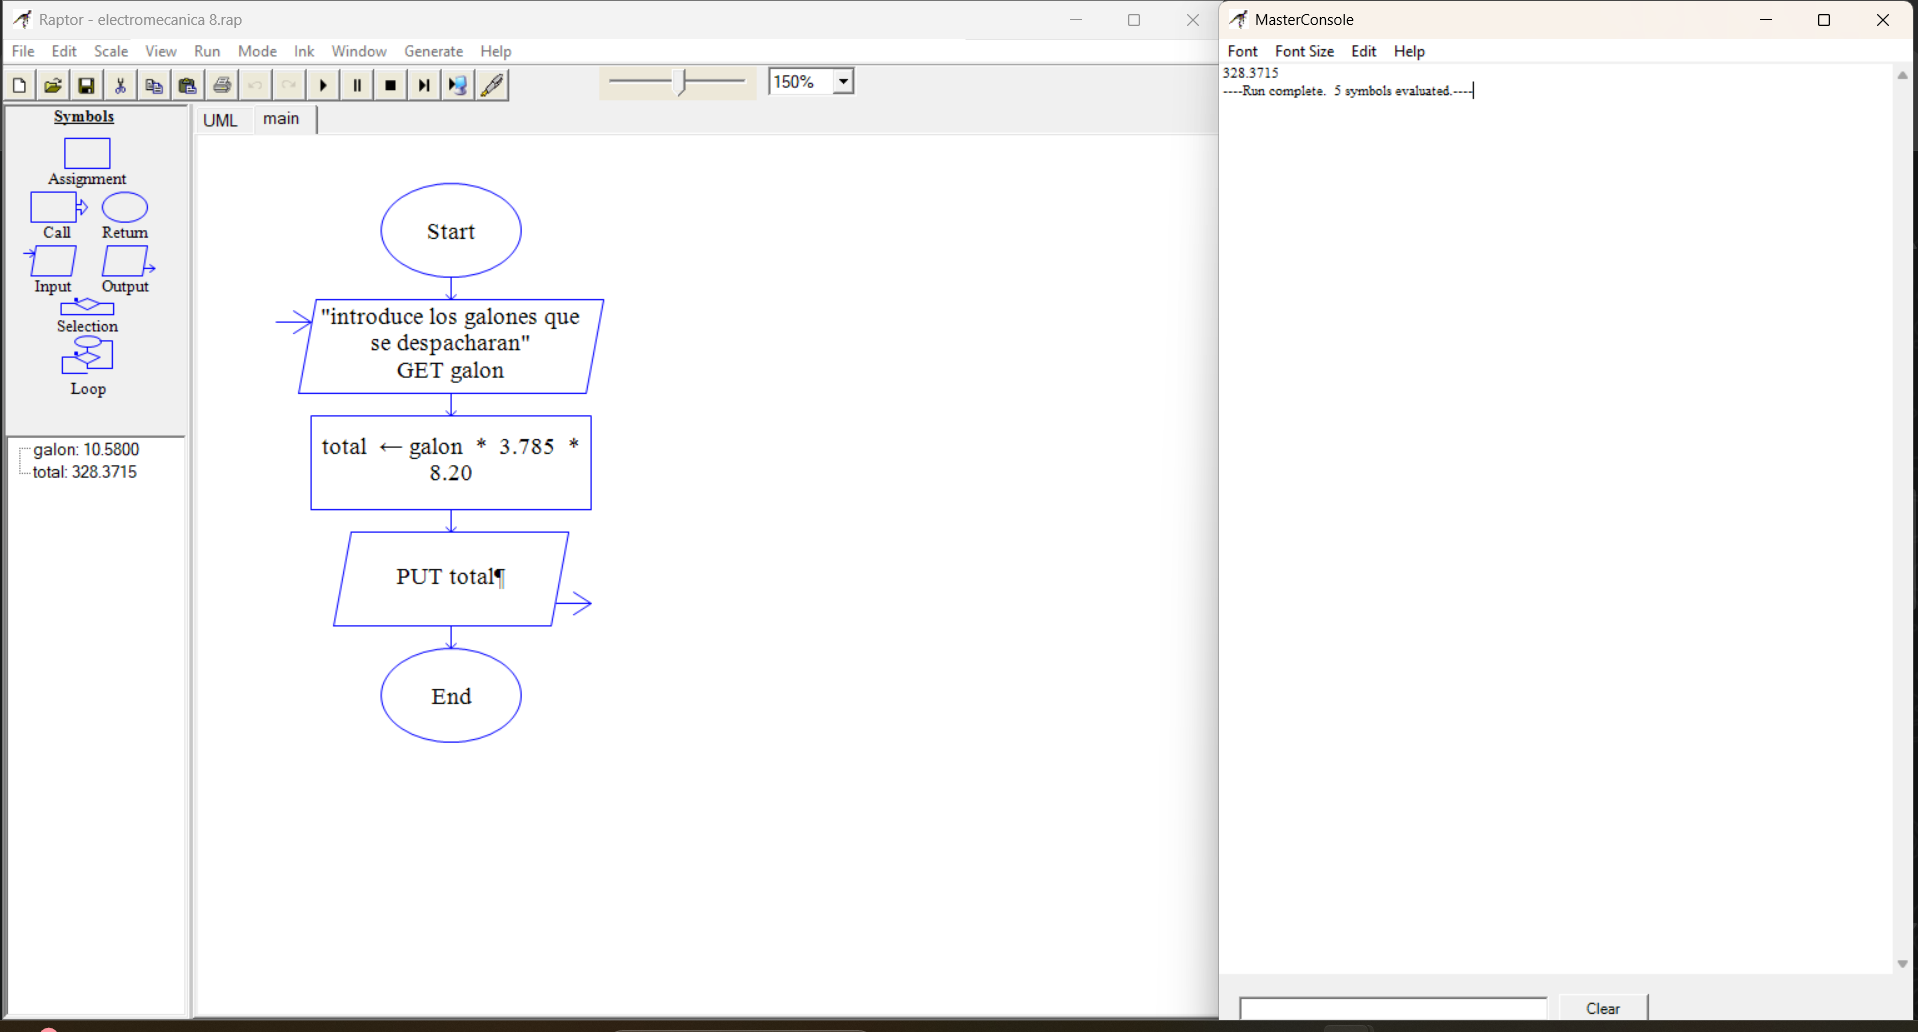 Raptor - electromecanica 8.rap
File Edit Scale View Run Mode Ink Window Generate Help
150%
Symbols
Assignment
Call Return
Input Output
Selection
Loop
galon: 10.5800
total: 328.3715
UML main
Start
"introduce los galones que
se despacharan"
GET galon
total ← galon * 3.785 *
8.20
PUT total¶
End
MasterConsole
Font Font Size Edit Help
328.3715
----Run complete. 5 symbols evaluated.----
Clear